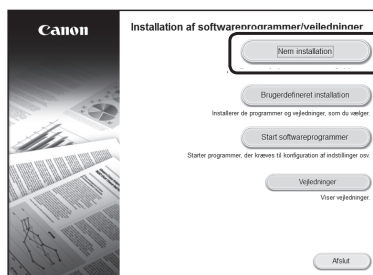 Canon
Installation af softwareprogrammer/vejledninger
Nem installation
Brugerdefineret installation
Installerer de programmer og vejledninger, som du vælger.
Start softwareprogrammer
Starter programmer, der kræves til konfiguration af indstillinger osv.
Vejledninger
Viser vejledninger.
Afslut